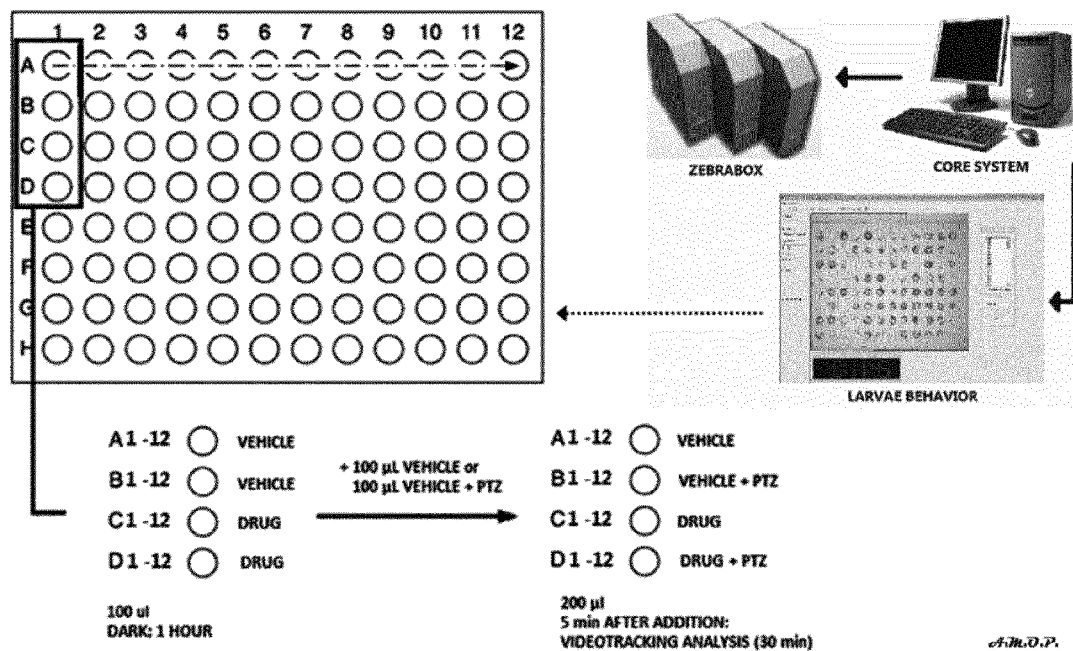 1 2 3 4 5 6 7 8 9 10 11 12
A
B
C
D
E
F
G
H
ZEBRABOX
CORE SYSTEM
LARVAE BEHAVIOR
A1 -12 VEHICLE
B1 -12 VEHICLE
C1 -12 DRUG
D1 -12 DRUG
100 ul
DARK: 1 HOUR
+ 100 µL VEHICLE or
100 µL VEHICLE + PTZ
A1 -12 VEHICLE
B1 -12 VEHICLE + PTZ
C1 -12 DRUG
D1 -12 DRUG + PTZ
200 µl
5 min AFTER ADDITION:
VIDEOTRACKING ANALYSIS (30 min)
A.M.O.P.